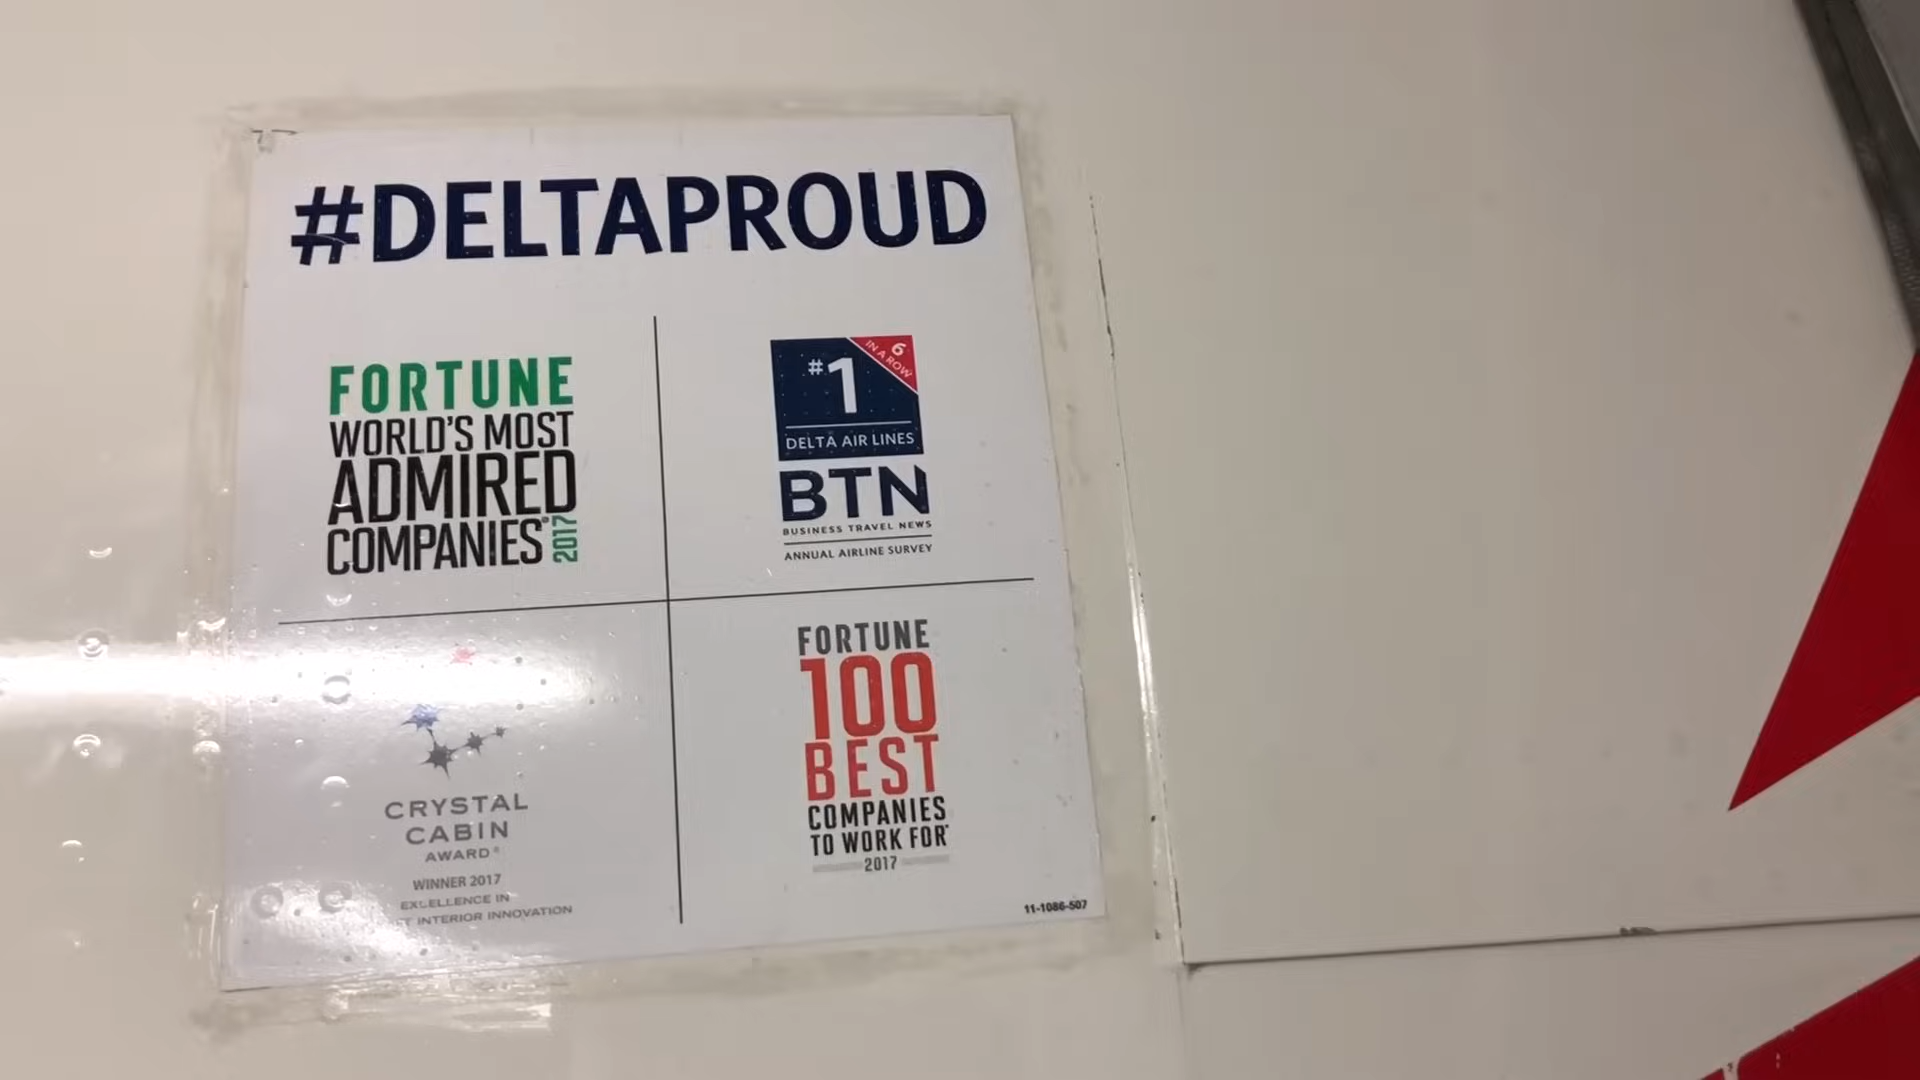 #DELTAPROUD
FORTUNE
WORLD'S MOST
ADMIRED
COMPANIES®
2017
#1
6
IN A ROW
DELTA AIR LINES
BTN
BUSINESS TRAVEL NEWS
ANNUAL AIRLINE SURVEY
CRYSTAL
CABIN
AWARD®
WINNER 2017
EXCELLENCE IN
INTERIOR INNOVATION
FORTUNE
100
BEST
COMPANIES
TO WORK FOR
2017
11-1086-507